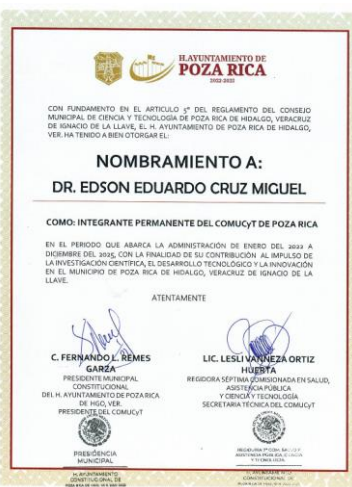 H. AYUNTAMIENTO DE
POZA RICA
2022-2025
CON FUNDAMENTO EN EL ARTICULO 5° DEL REGLAMENTO DEL CONSEJO
MUNICIPAL DE CIENCIA Y TECNOLOGÍA DE POZA RICA DE HIDALGO, VERACRUZ
DE IGNACIO DE LA LLAVE, EL H. AYUNTAMIENTO DE POZA RICA DE HIDALGO,
VER. HA TENIDO A BIEN OTORGAR EL:
NOMBRAMIENTO A:
DR. EDSON EDUARDO CRUZ MIGUEL
COMO: INTEGRANTE PERMANENTE DEL COMUCyT DE POZA RICA
EN EL PERIODO QUE ABARCA LA ADMINISTRACIÓN DE ENERO DEL 2022 A
DICIEMBRE DEL 2025, CON LA FINALIDAD DE SU CONTRIBUCIÓN AL IMPULSO DE
LA INVESTIGACIÓN CIENTÍFICA, EL DESARROLLO TECNOLÓGICO Y LA INNOVACIÓN
EN EL MUNICIPIO DE POZA RICA DE HIDALGO, VERACRUZ DE IGNACIO DE LA
LLAVE.
ATENTAMENTE
C. FERNANDO L. REMES
GARZA
PRESIDENTE MUNICIPAL
CONSTITUCIONAL
DEL H. AYUNTAMIENTO DE POZA RICA
DE HGO, VER.
PRESIDENTE DEL COMUCyT
PRESIDENCIA
MUNICIPAL
H. AYUNTAMIENTO
CONSTITUCIONAL DE
LIC. LESLI VANNEZA ORTIZ
HUERTA
REGIDORA SÉPTIMA COMISIONADA EN SALUD,
ASISTENCIA PÚBLICA
Y CIENCIA Y TECNOLOGÍA
SECRETARIA TÉCNICA DEL COMUCyT